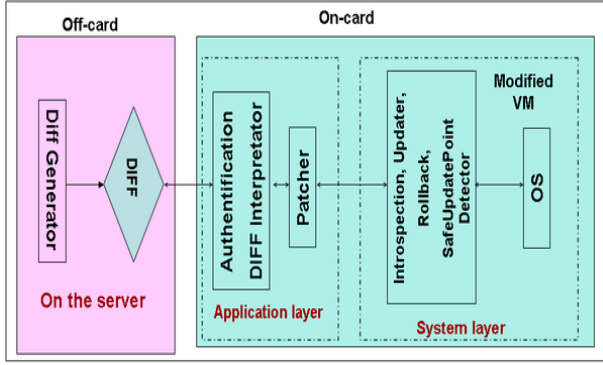 Off-card
On-card
Diff Generator
DIFF
On the server
Authentification
DIFF Interpretator
Patcher
Application layer
Introspection, Updater,
Rollback,
SafeUpdatePoint
Detector
Modified
VM
OS
System layer